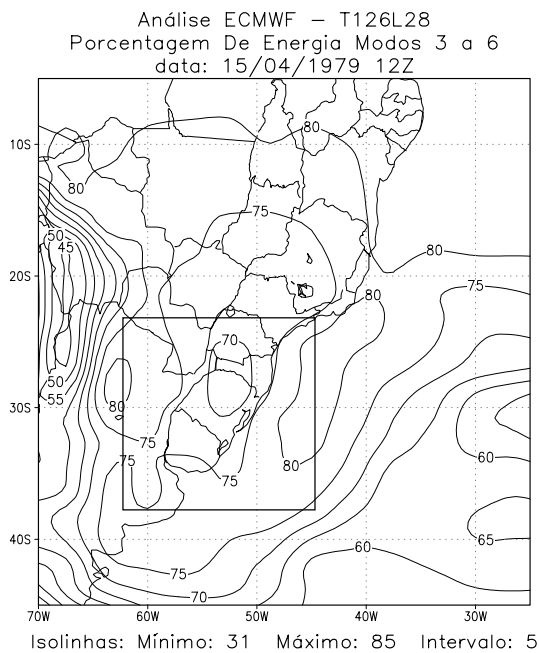 Análise ECMWF – T126L28
Porcentagem De Energia Modos 3 a 6
data: 15/04/1979 12Z
80
10S
80
75
50
45
80
20S
75
80
70
50
55
80
30S
75
60
75
80
75
65
40S
60
75
70
70W
60W
50W
40W
30W
Isolinhas: Mínimo: 31 Máximo: 85 Intervalo: 5